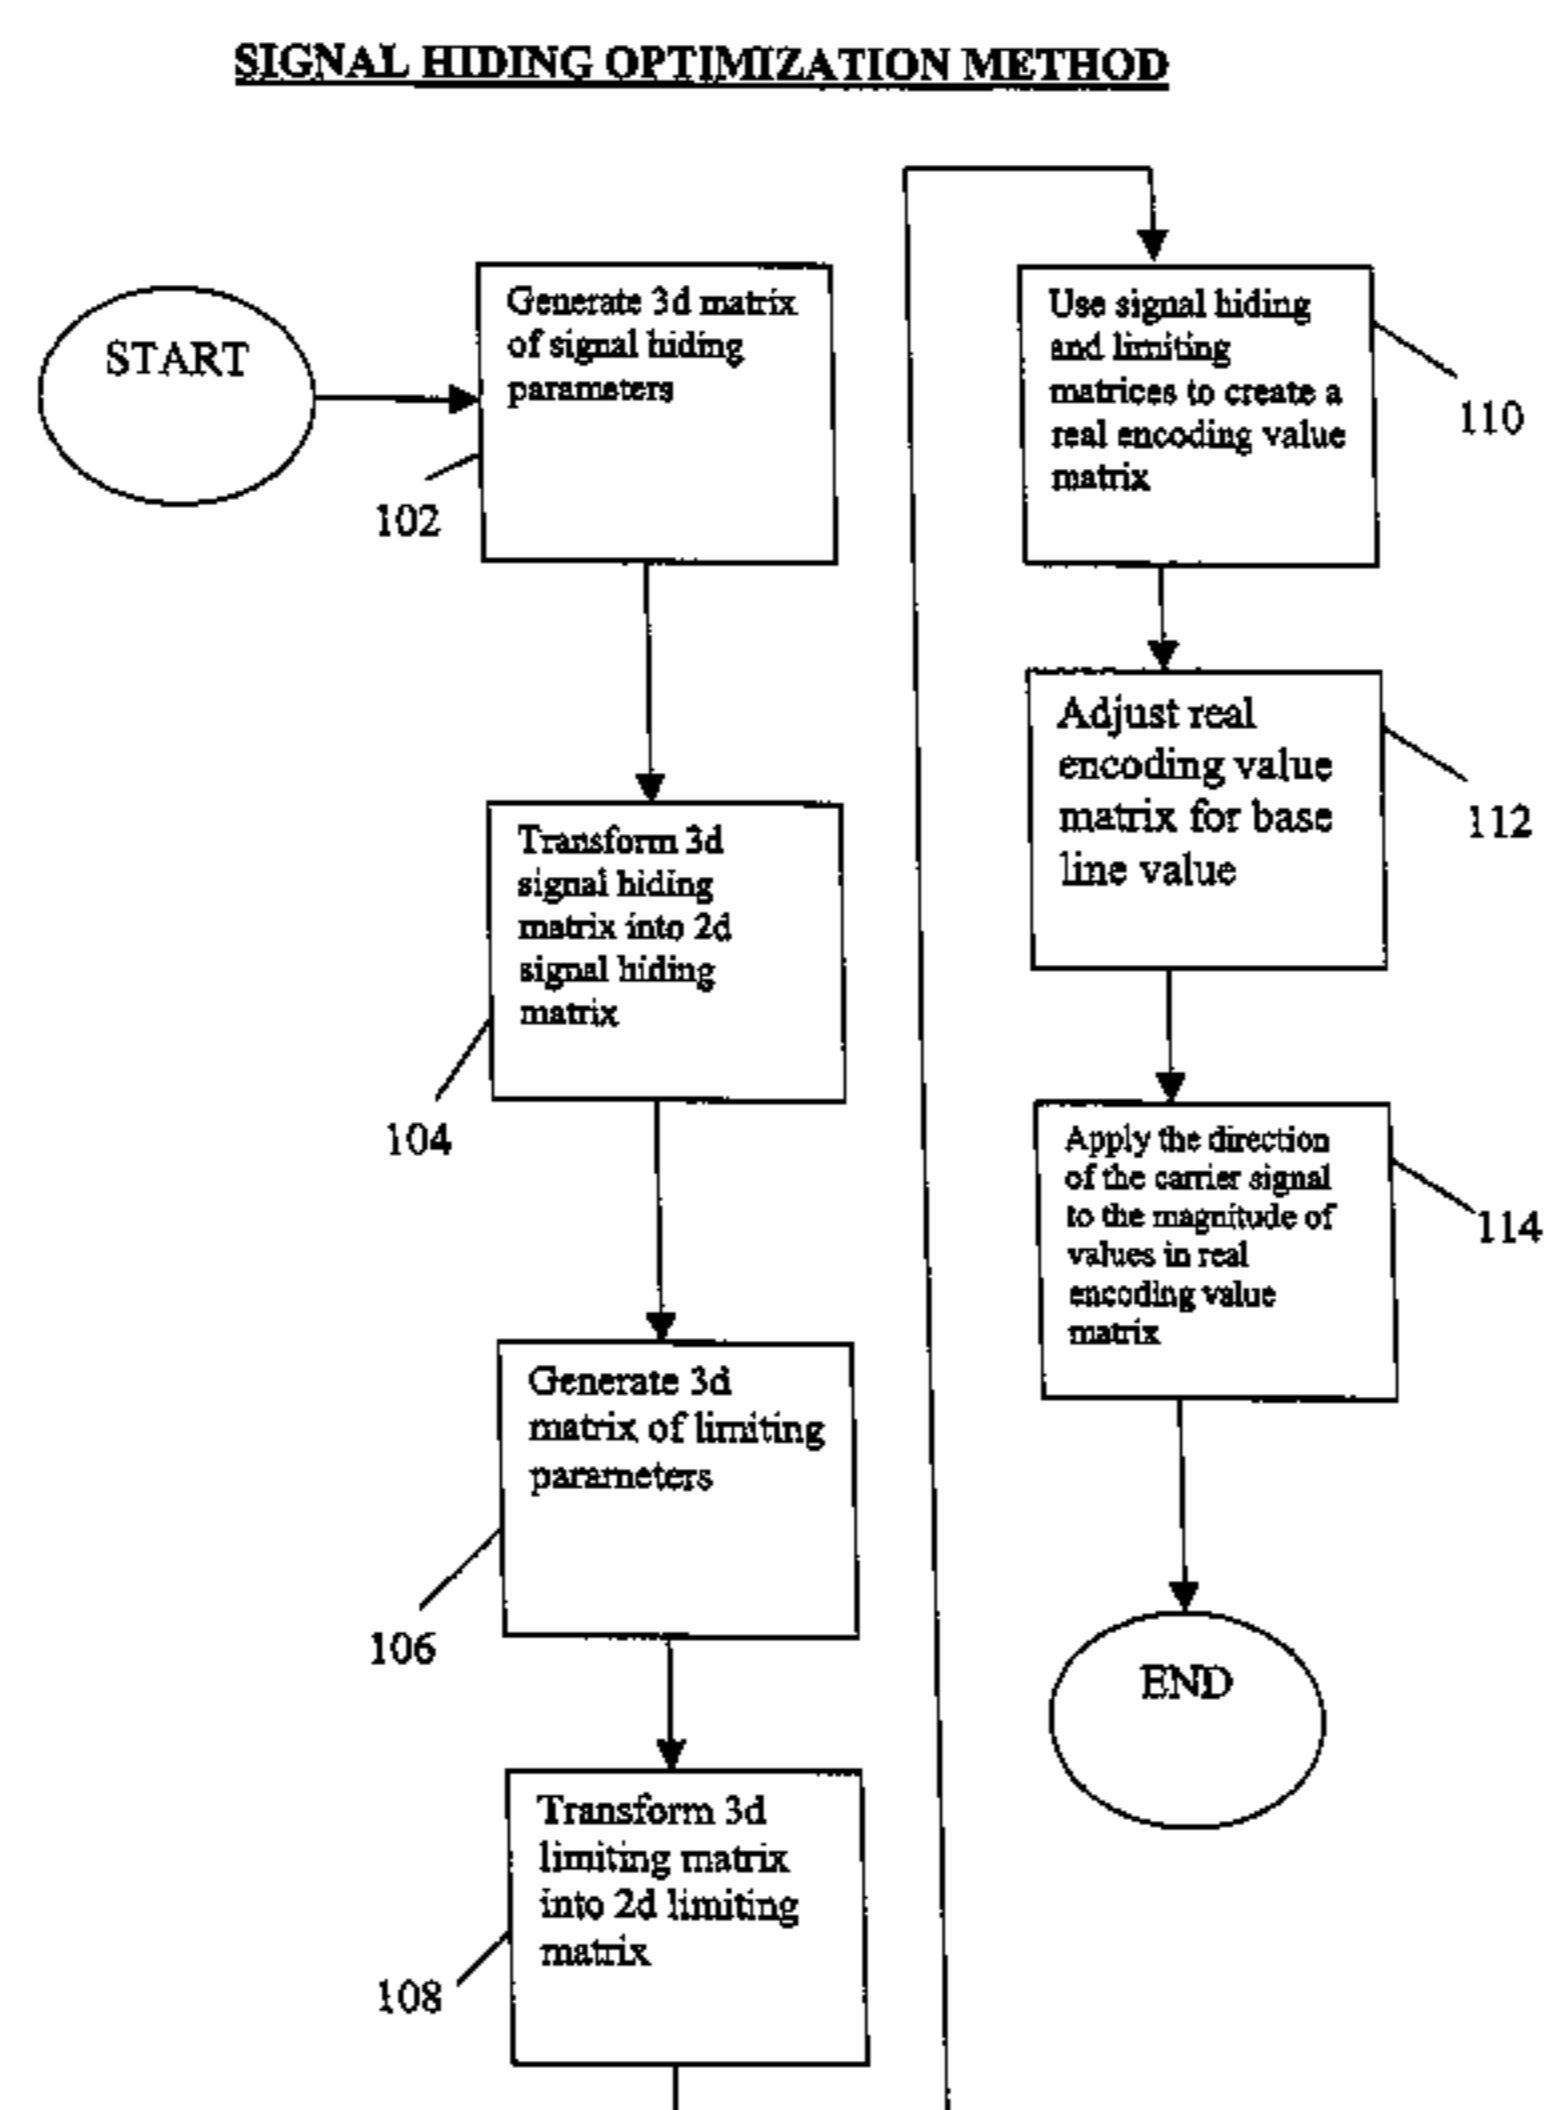 SIGNAL HIDING OPTIMIZATION METHOD
START
Generate 3d matrix
of signal hiding
parameters
102
Transform 3d
signal hiding
matrix into 2d
signal hiding
matrix
104
Generate 3d
matrix of limiting
parameters
106
Transform 3d
limiting matrix
into 2d limiting
matrix
108
Use signal hiding
and limiting
matrices to create a
real encoding value
matrix
110
Adjust real
encoding value
matrix for base
line value
112
Apply the direction
of the carrier signal
to the magnitude of
values in real
encoding value
matrix
114
END